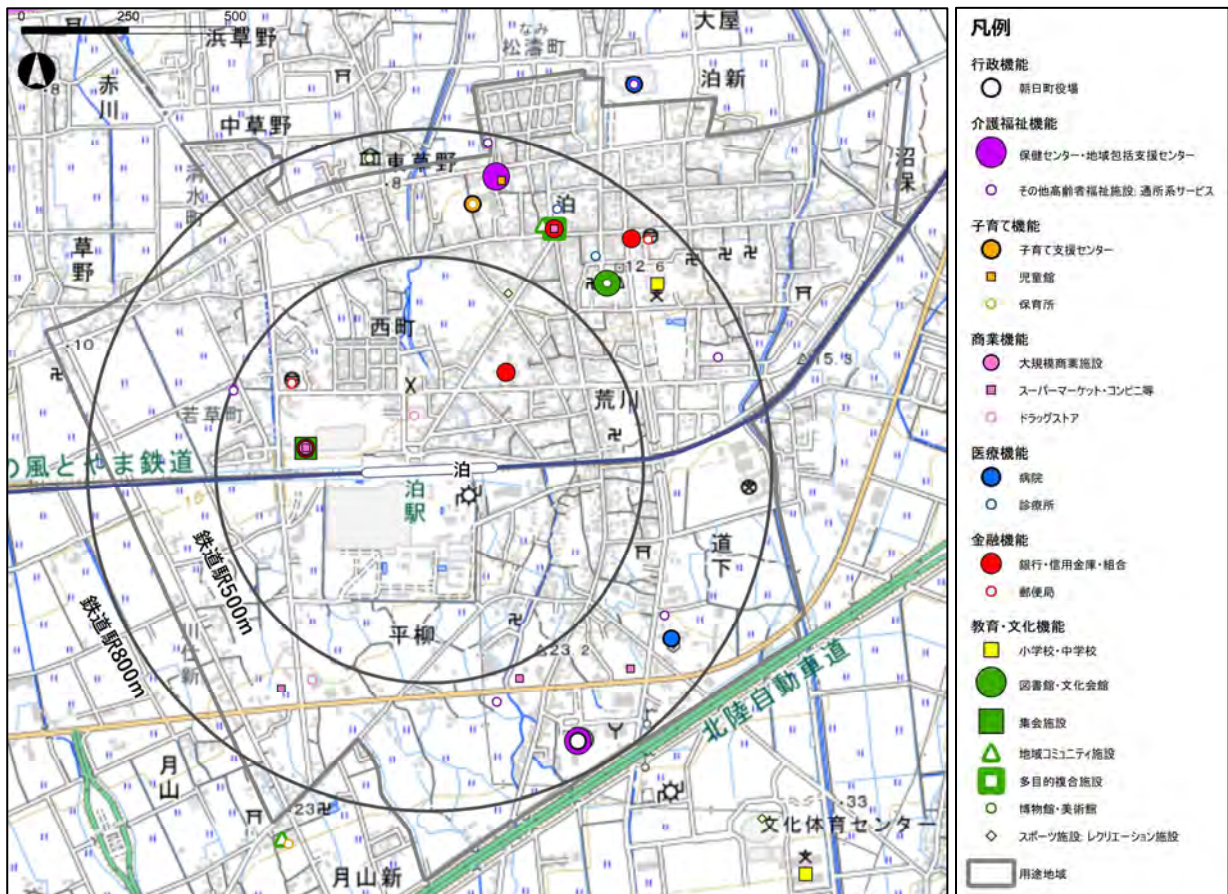 0 250 500
浜草野
なみ
松濤町
大屋
赤川
・8
泊新
中草野
沼保
清水町
東草野
・8
泊
草野
12.6
西町
・10
15.3
荒川
若草町
の風とやま鉄道
泊
泊駅
道下
鉄道駅500m
鉄道駅800m
平柳
23.2
北陸自動車道
月山
・23
・33
文化体育センター
月山新
凡例
行政機能
朝日町役場
介護福祉機能
保健センター・地域包括支援センター
その他高齢者福祉施設: 通所系サービス
子育て機能
子育て支援センター
児童館
保育所
商業機能
大規模商業施設
スーパーマーケット・コンビニ等
ドラッグストア
医療機能
病院
診療所
金融機能
銀行・信用金庫・組合
郵便局
教育・文化機能
小学校・中学校
図書館・文化会館
集会施設
地域コミュニティ施設
多目的複合施設
博物館・美術館
スポーツ施設: レクリエーション施設
用途地域